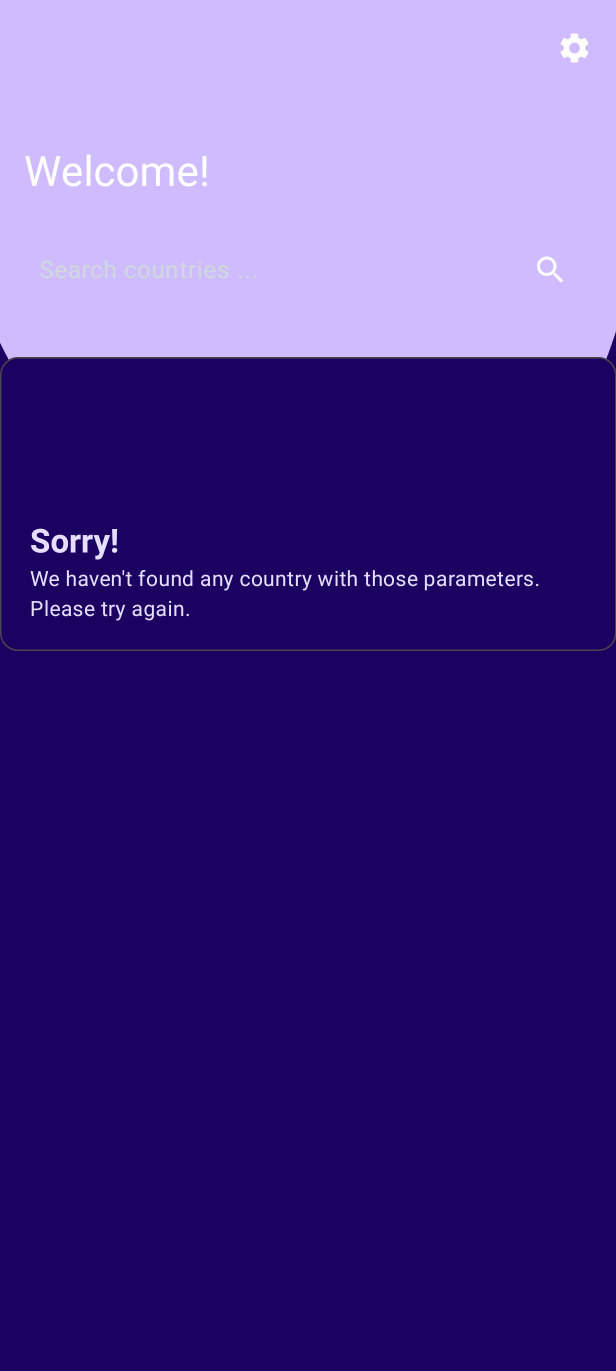 Welcome!
Search countries ...
Sorry!
We haven't found any country with those parameters.
Please try again.